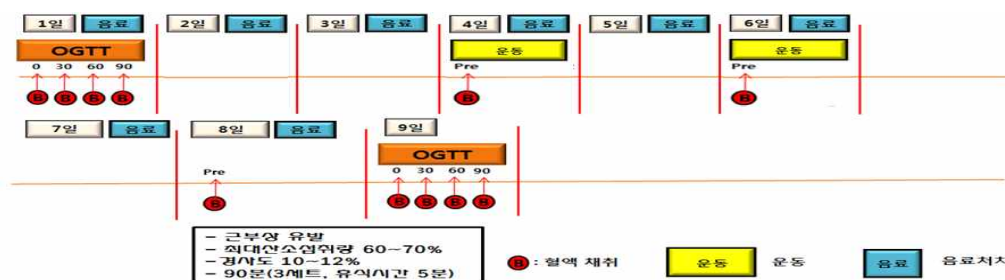 1일 음료 2일 음료 3일 음료 4일 음료 5일 음료 6일 음료
OGTT 운동 운동
0 30 60 90 Pre Pre
B B B B B B
7일 음료 8일 음료 9일
OGTT
Pre 0 30 60 90
B B B B B
- 근부상 유발
- 최대산소섭취량 60~70%
- 경사도 10~12%
- 90분(3세트, 휴식시간 5분)
B : 혈액 채취 운동 운동 음료 음료처치